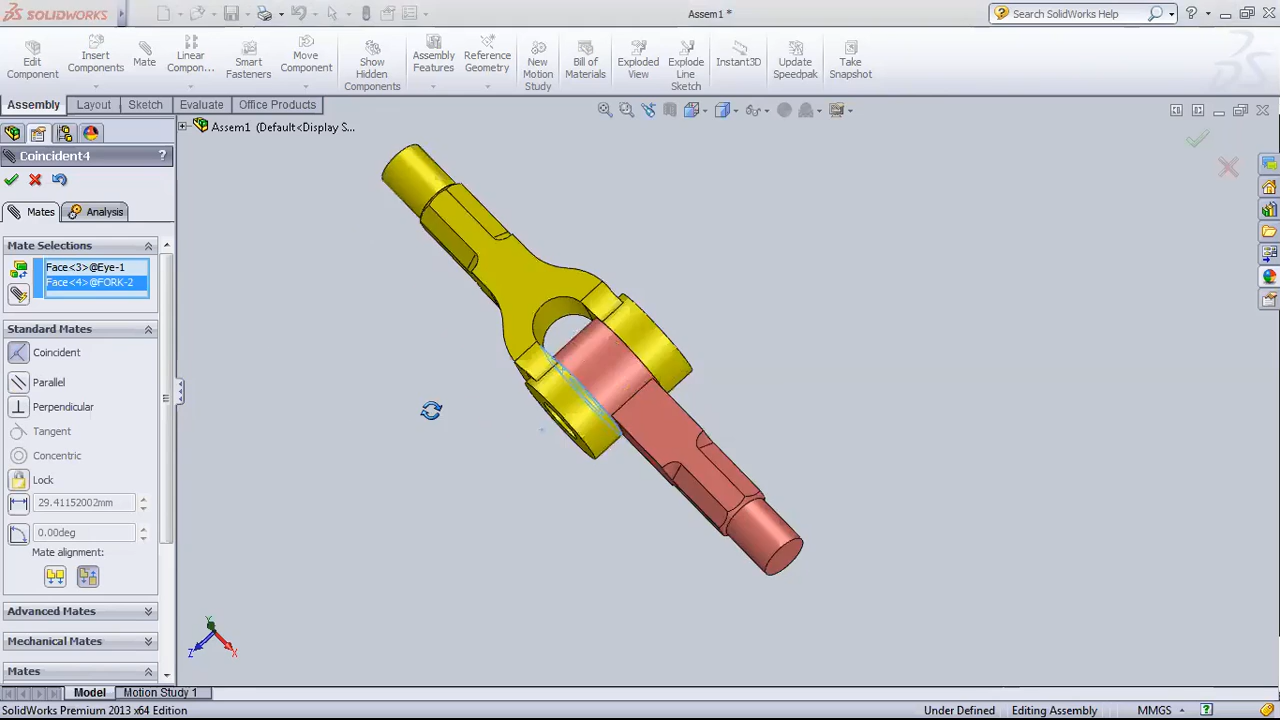 SOLIDWORKS
Assem1 *
Search SolidWorks Help
Edit Component
Insert Components
Mate
Linear Compon...
Smart Fasteners
Move Component
Show Hidden Components
Assembly Features
Reference Geometry
New Motion Study
Bill of Materials
Exploded View
Explode Line Sketch
Instant3D
Update Speedpak
Take Snapshot
Assembly
Layout
Sketch
Evaluate
Office Products
Assem1 (Default<Display S...
Coincident4
?
Mates
Analysis
Mate Selections
Face<3>@Eye-1
Face<4>@FORK-2
Standard Mates
Coincident
Parallel
Perpendicular
Tangent
Concentric
Lock
29.41152002mm
0.00deg
Mate alignment:
Advanced Mates
Mechanical Mates
Mates
Y
Z
X
Model
Motion Study 1
SolidWorks Premium 2013 x64 Edition
Under Defined
Editing Assembly
MMGS